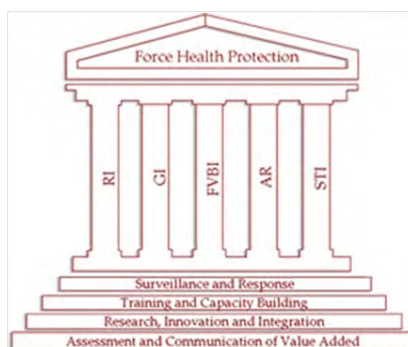 Force Health Protection
RI
GI
FVBI
AR
STI
Surveillance and Response
Training and Capacity Building
Research, Innovation and Integration
Assessment and Communication of Value Added